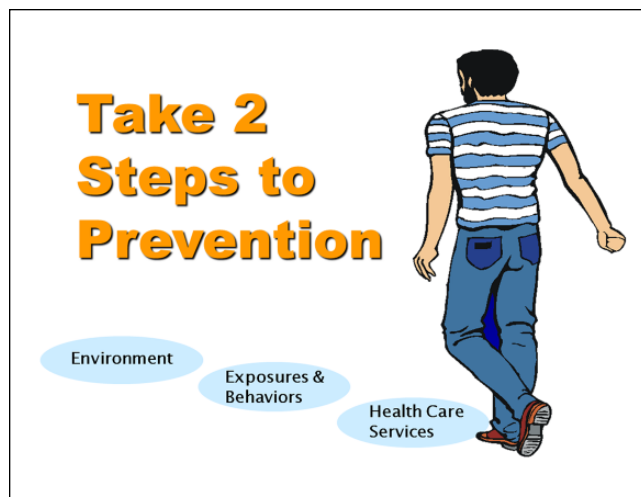 Take 2
Steps to
Prevention
Environment
Exposures &
Behaviors
Health Care
Services